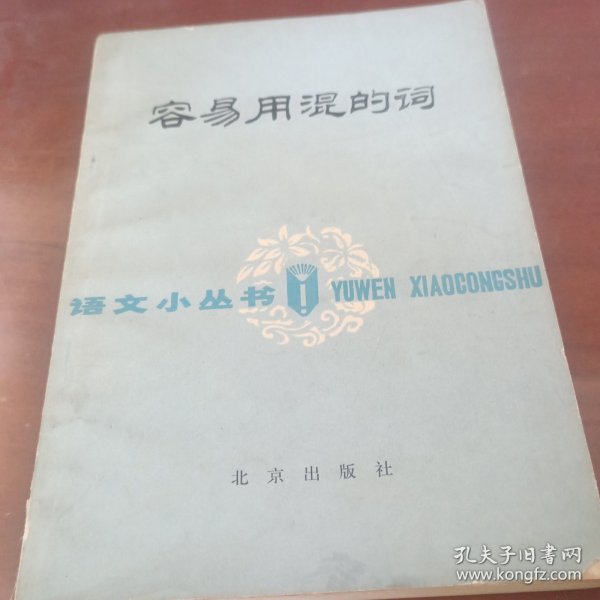 容易用混的词
语文小丛书 YUWEN XIAOCONGSHU
北京出版社
孔夫子旧书网
www.kongfz.com